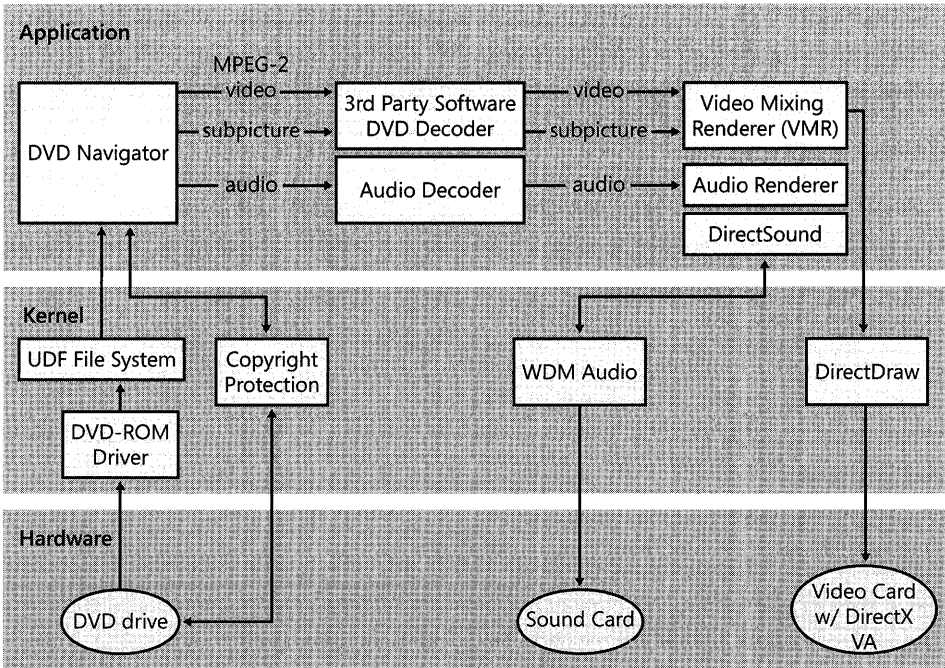 Application
MPEG-2
video
subpicture
audio
DVD Navigator
3rd Party Software
DVD Decoder
Audio Decoder
video
subpicture
audio
Video Mixing
Renderer (VMR)
Audio Renderer
DirectSound
Kernel
UDF File System
Copyright
Protection
WDM Audio
DirectDraw
DVD-ROM
Driver
Hardware
DVD drive
Sound Card
Video Card
w/ DirectX
VA